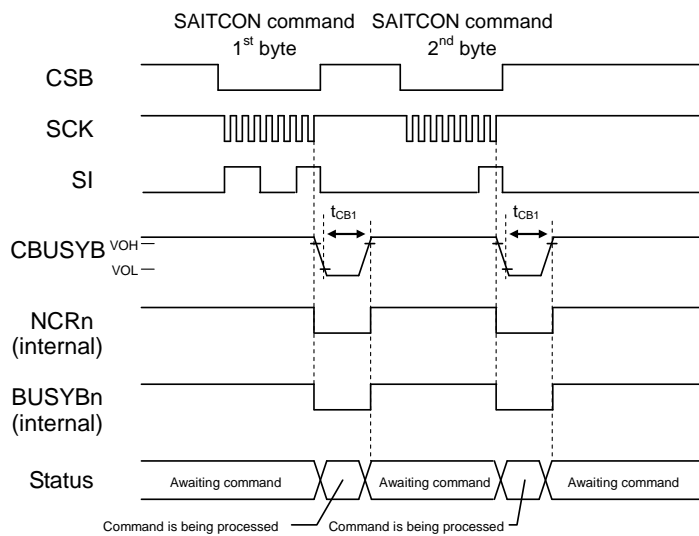 SAITCON command SAITCON command
1st byte 2nd byte
CSB
SCK
SI
tCB1 tCB1
CBUSYB VOH
VOL
NCRn
(internal)
BUSYBn
(internal)
Status Awaiting command Awaiting command Awaiting command
Command is being processed Command is being processed